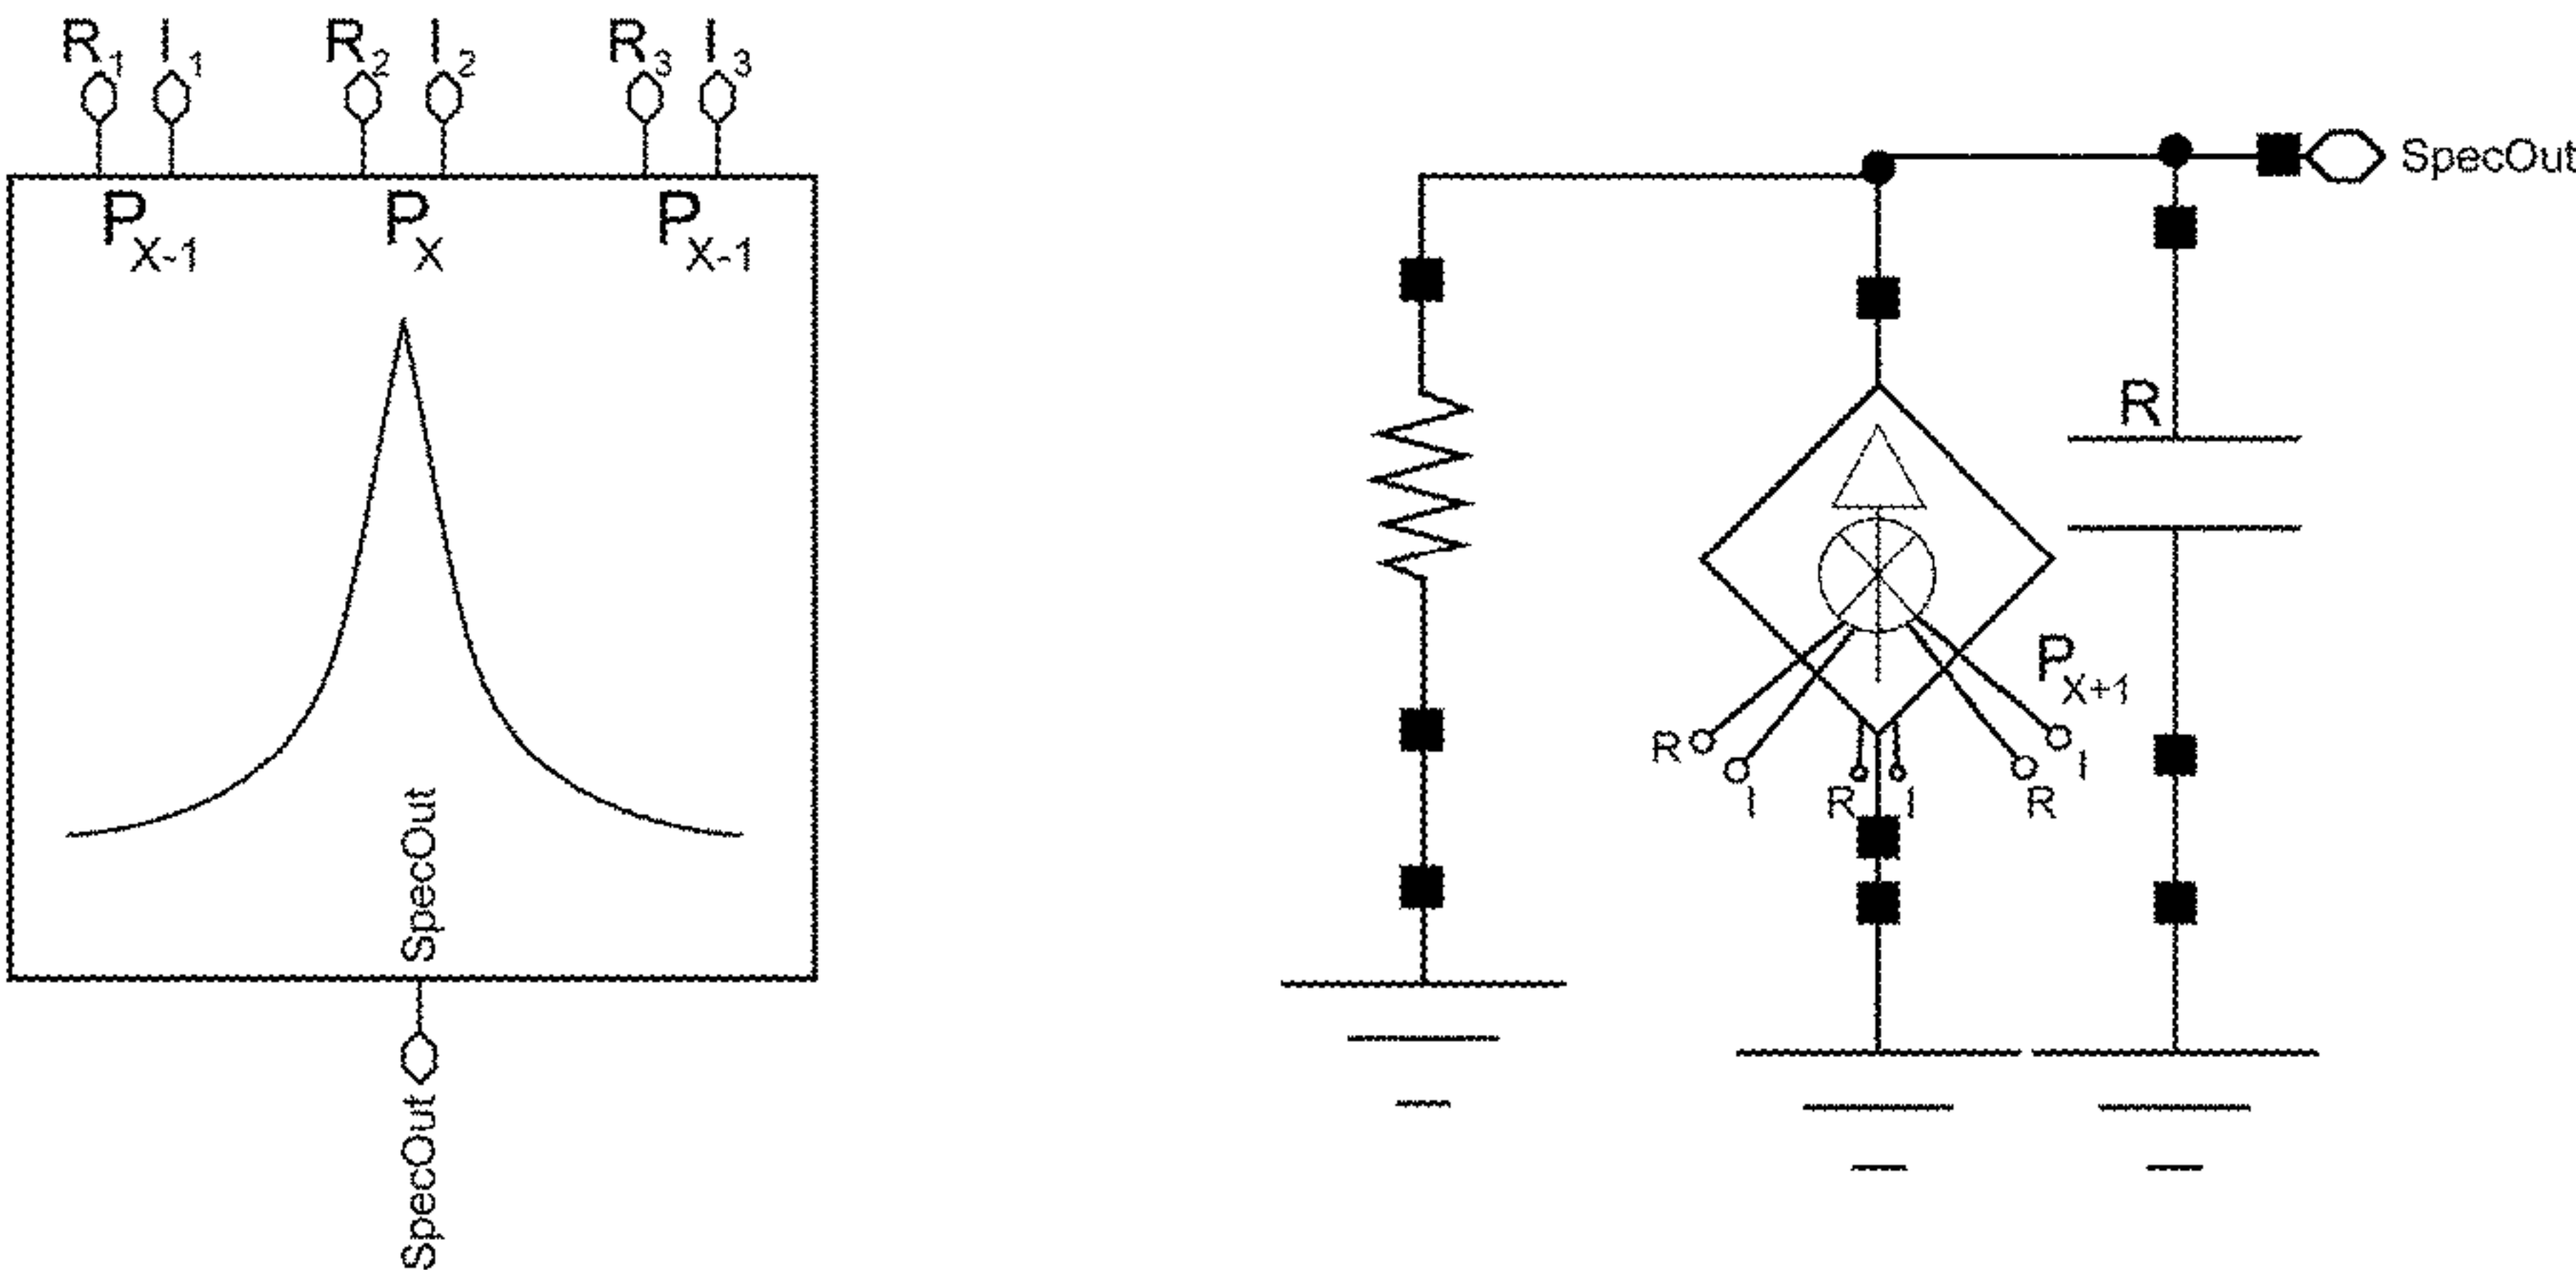 R1 I1 R2 I2 R3 I3
PX-1 PX PX-1
SpecOut
SpecOut
SpecOut
R
PX+1
R I R I R I